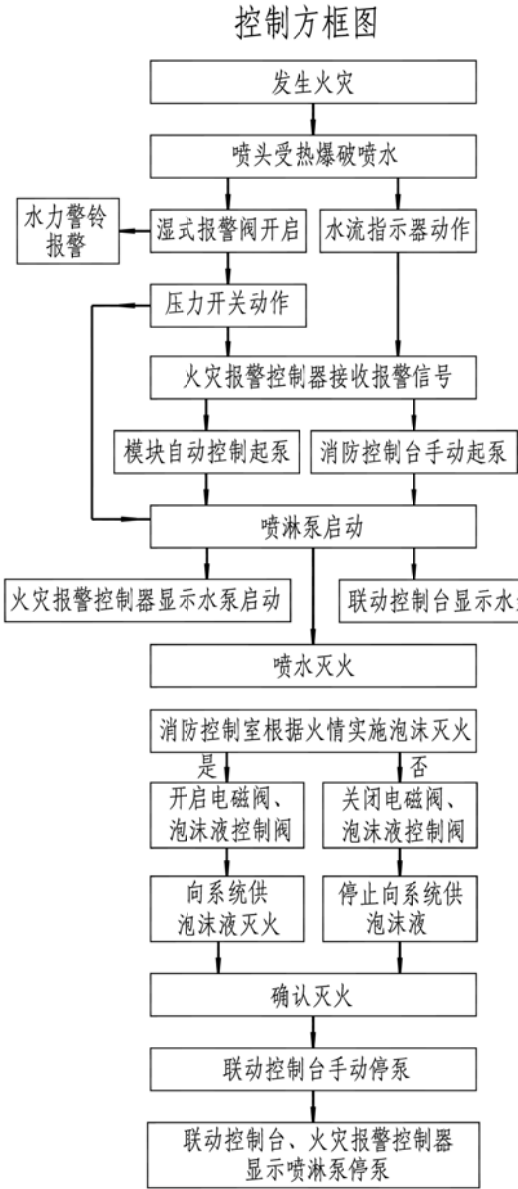 控制方框图
发生火灾
喷头受热爆破喷水
水力警铃
报警
湿式报警阀开启
水流指示器动作
压力开关动作
火灾报警控制器接收报警信号
模块自动控制起泵
消防控制台手动起泵
喷淋泵启动
火灾报警控制器显示水泵启动
联动控制台显示水
喷水灭火
消防控制室根据火情实施泡沫灭火
是
否
开启电磁阀、
泡沫液控制阀
关闭电磁阀、
泡沫液控制阀
向系统供
泡沫液灭火
停止向系统供
泡沫液
确认灭火
联动控制台手动停泵
联动控制台、火灾报警控制器
显示喷淋泵停泵